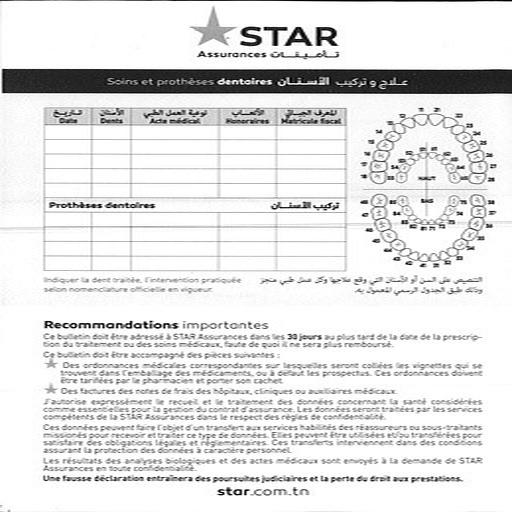 STAR
Assurances تـأمـيـنـات
Soins et prothèses dentaires علاج و تركيب الأسـنـان
تاريخ الأسنان نوعية العمل الطبي الأتعاب المعرف الجبائي
Date Dents Acte médical Honoraires Matricule fiscal
Prothèses dentaires تركيب الأسنان
HAUT
BAS
Indiquer la dent traitée, l'intervention pratiquée
selon nomenclature officielle en vigueur.
التنصيص على السن أو الأسنان التي وقع علاجها وكل عمل طبي منجز
وذلك طبق الجدول الرسمي المعمول به.
Recommandations importantes
Ce bulletin doit être adressé à STAR Assurances dans les 30 jours au plus tard de la date de la prescrip-
tion du traitement ou des soins médicaux, faute de quoi il ne sera plus remboursé.
Ce bulletin doit être accompagné des pièces suivantes :
Des ordonnances médicales correspondantes sur lesquelles seront collées les vignettes qui se
trouvent dans l'emballage des médicaments, ou à défaut les prospectus. Ces ordonnances doivent
être tarifiées par le pharmacien et porter son cachet.
Des factures des notes de frais des hôpitaux, cliniques ou auxiliaires médicaux.
J'autorise expressément le recueil et le traitement des données concernant la santé considérées
comme essentielles pour la gestion du contrat d'assurance. Les données seront traitées par les services
compétents de la STAR Assurances dans le respect des règles de confidentialité.
Ces données peuvent faire l'objet d'un transfert aux services habilités des réassureurs ou sous-traitants
missionnés pour recevoir et traiter ce type de données. Elles peuvent être utilisées et/ou transférées pour
satisfaire des obligations légales et réglementaires. Ces transferts interviennent dans des conditions
assurant la protection des données à caractère personnel.
Les résultats des analyses biologiques et des actes médicaux sont envoyés à la demande de STAR
Assurances en toute confidentialité.
Une fausse déclaration entraînera des poursuites judiciaires et la perte du droit aux prestations.
star.com.tn